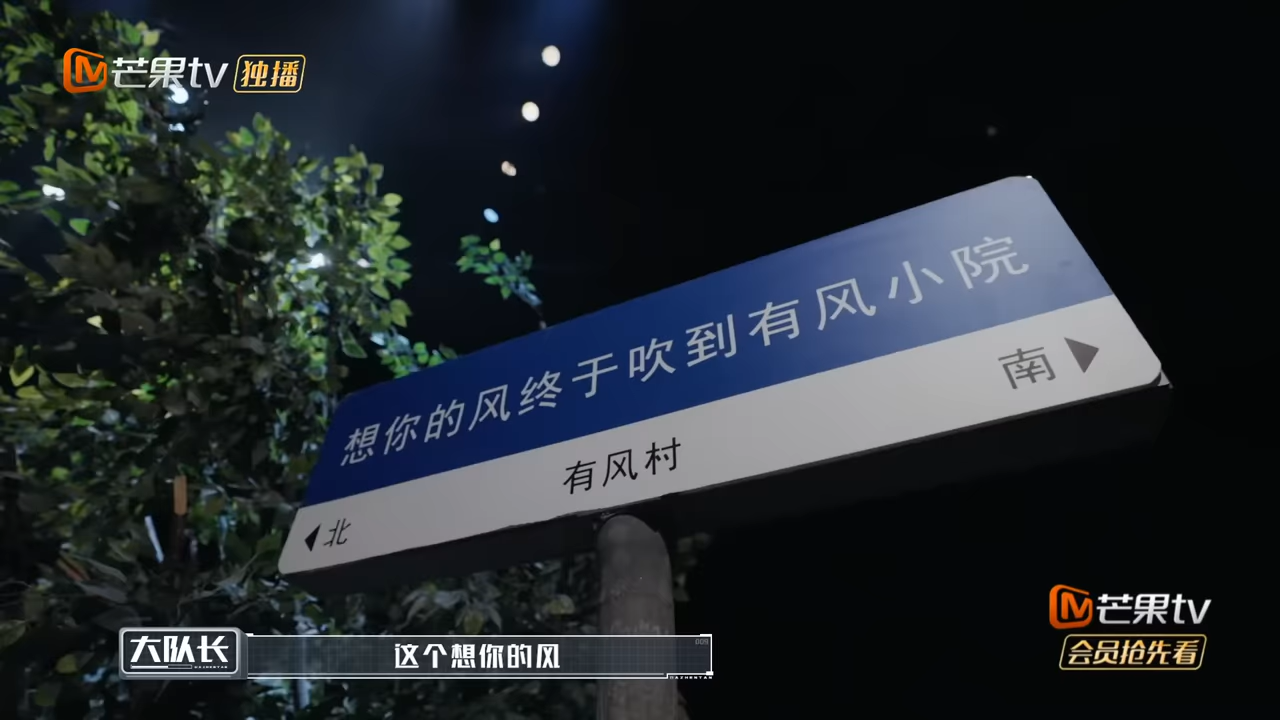 芒果tv 独播
想你的风终于吹到有风小院
南
有风村
北
芒果tv
会员抢先看
大队长 这个想你的风